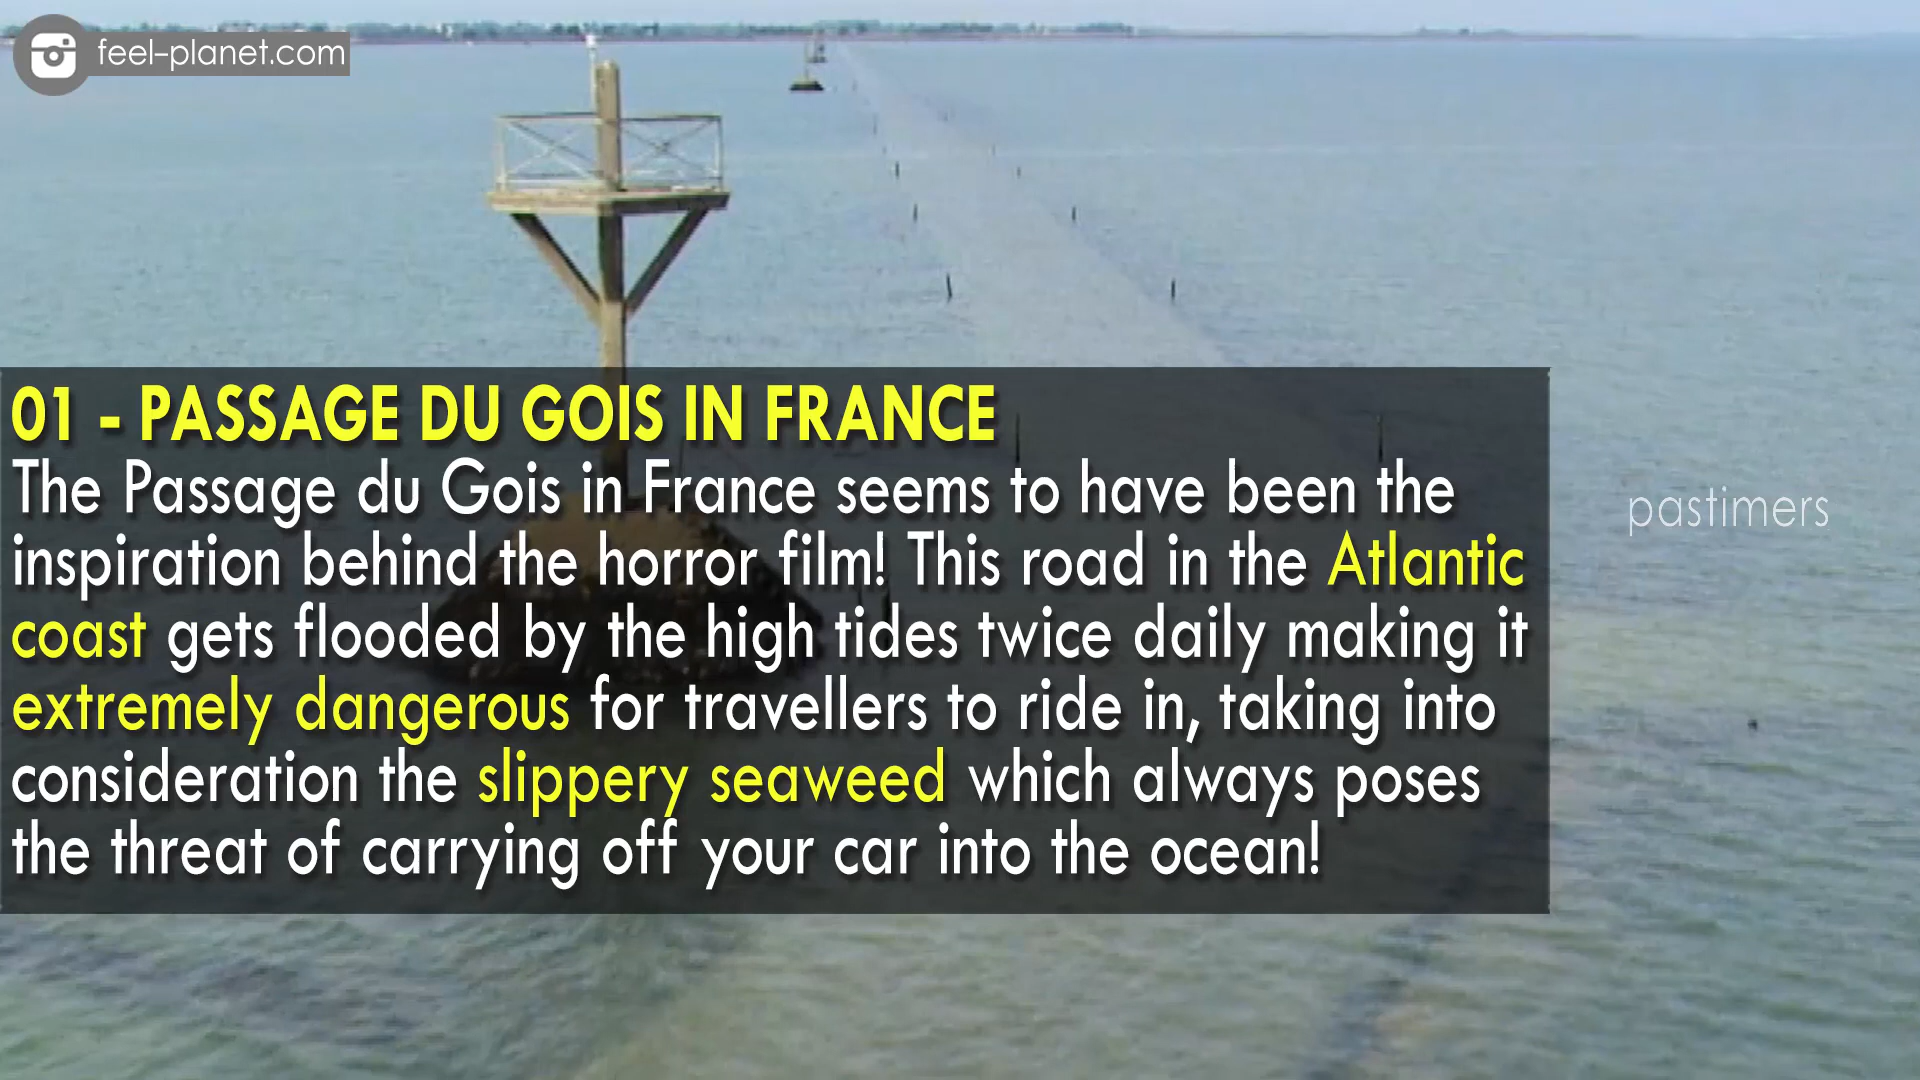 feel-planet.com
01 - PASSAGE DU GOIS IN FRANCE
The Passage du Gois in France seems to have been the
inspiration behind the horror film! This road in the Atlantic
coast gets flooded by the high tides twice daily making it
extremely dangerous for travellers to ride in, taking into
consideration the slippery seaweed which always poses
the threat of carrying off your car into the ocean!
pastimers